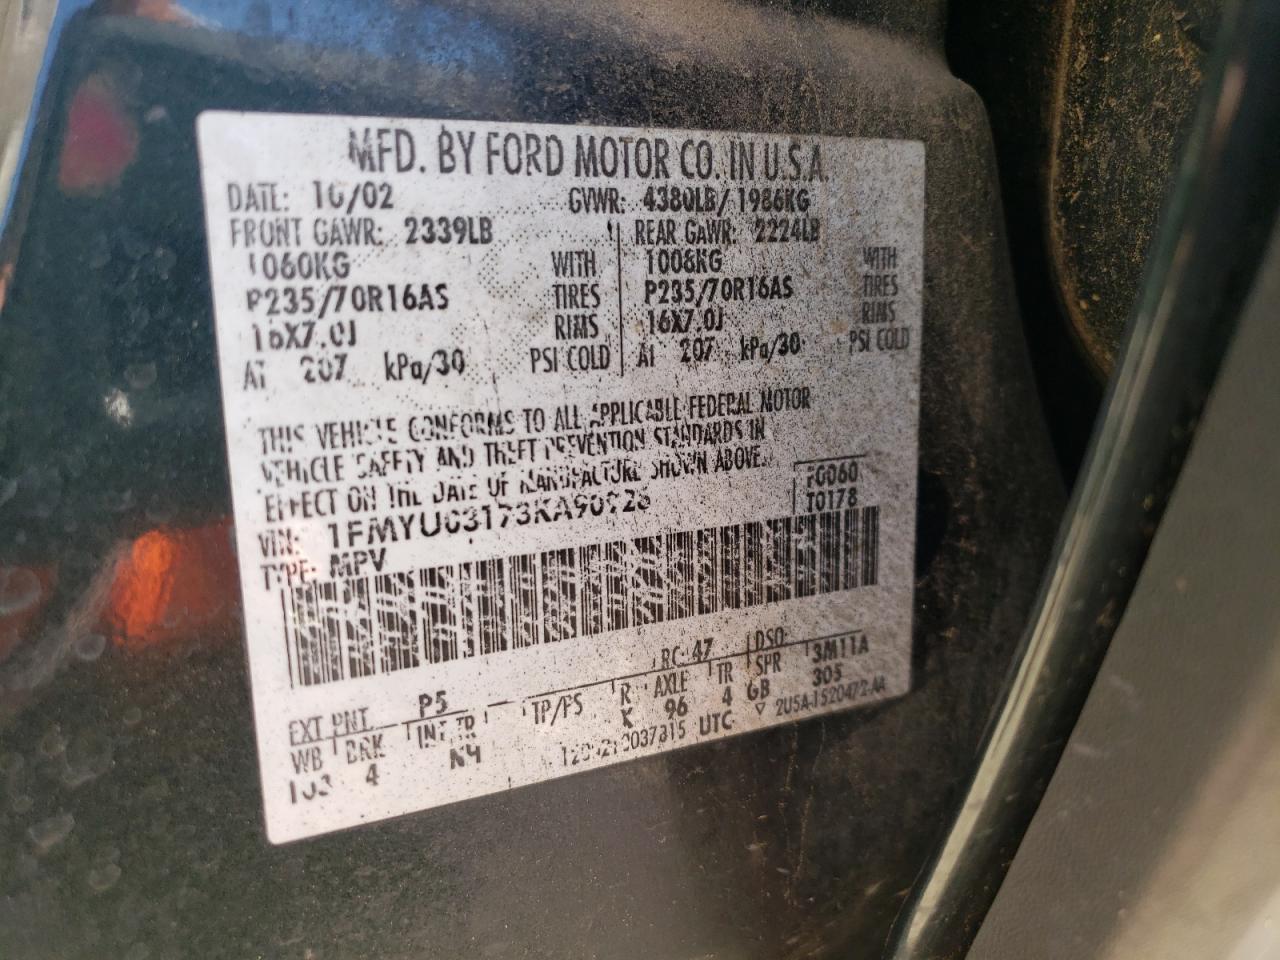 MFD. BY FORD MOTOR CO. IN U.S.A.
DATE: 10/02 GVWR: 4380LB/ 1986KG
FRONT GAWR: 2339LB REAR GAWR: 2224LB
1060KG WITH 1008KG WITH
P235/70R16AS TIRES P235/70R16AS TIRES
16X7.0J RIMS 16X7.0J RIMS
AT 207 kPa/30 PSI COLD AT 207 kPa/30 PSI COLD
THIS VEHICLE CONFORMS TO ALL APPLICABLE FEDERAL MOTOR
VEHICLE SAFETY AND THEFT PREVENTION STANDARDS IN
EFFECT ON THE DATE OF MANUFACTURE SHOWN ABOVE.
VIN: F0060
TYPE: MPV T0178
RC: 47 DSO:
EXT PNT: P5
WB BRK INT TR TP/PS R AXLE TR SPR 3M11A
103 4 K 96 4 GB 305
UTC ▽ 2U5A-1520472-AA